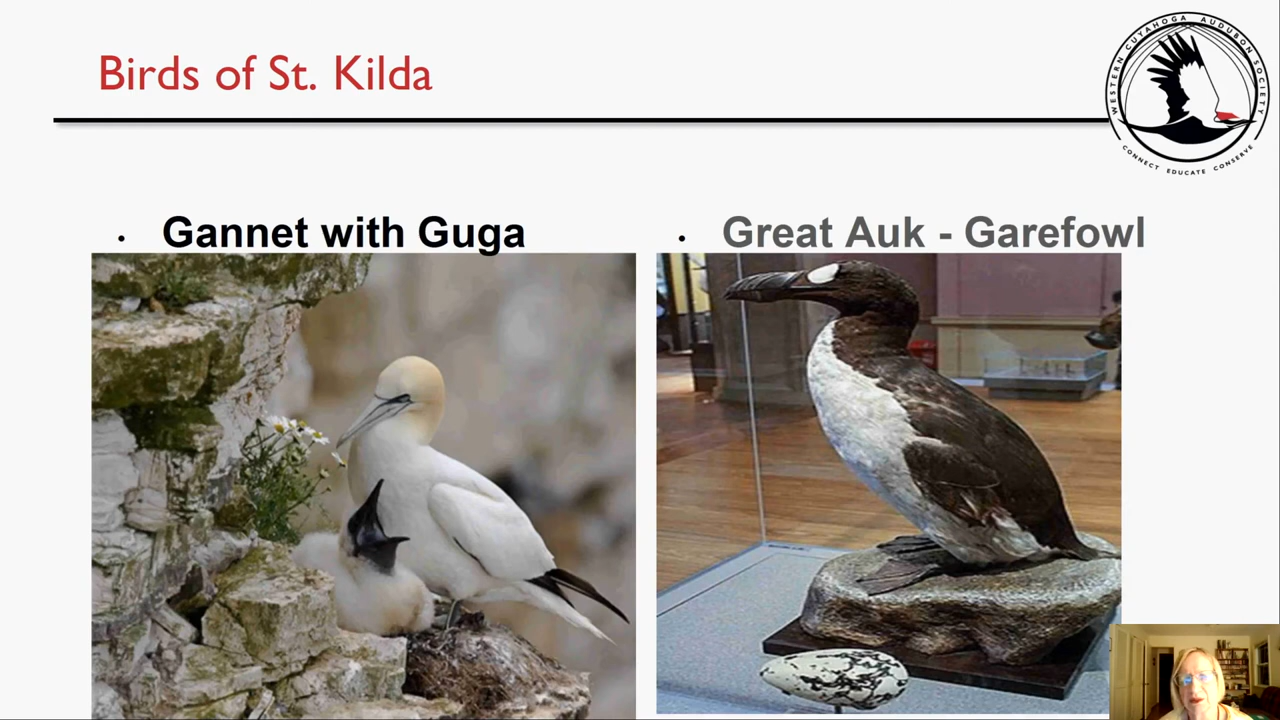 Birds of St. Kilda
WESTERN CUYAHOGA AUDUBON SOCIETY
CONNECT EDUCATE CONSERVE
• Gannet with Guga
• Great Auk - Garefowl